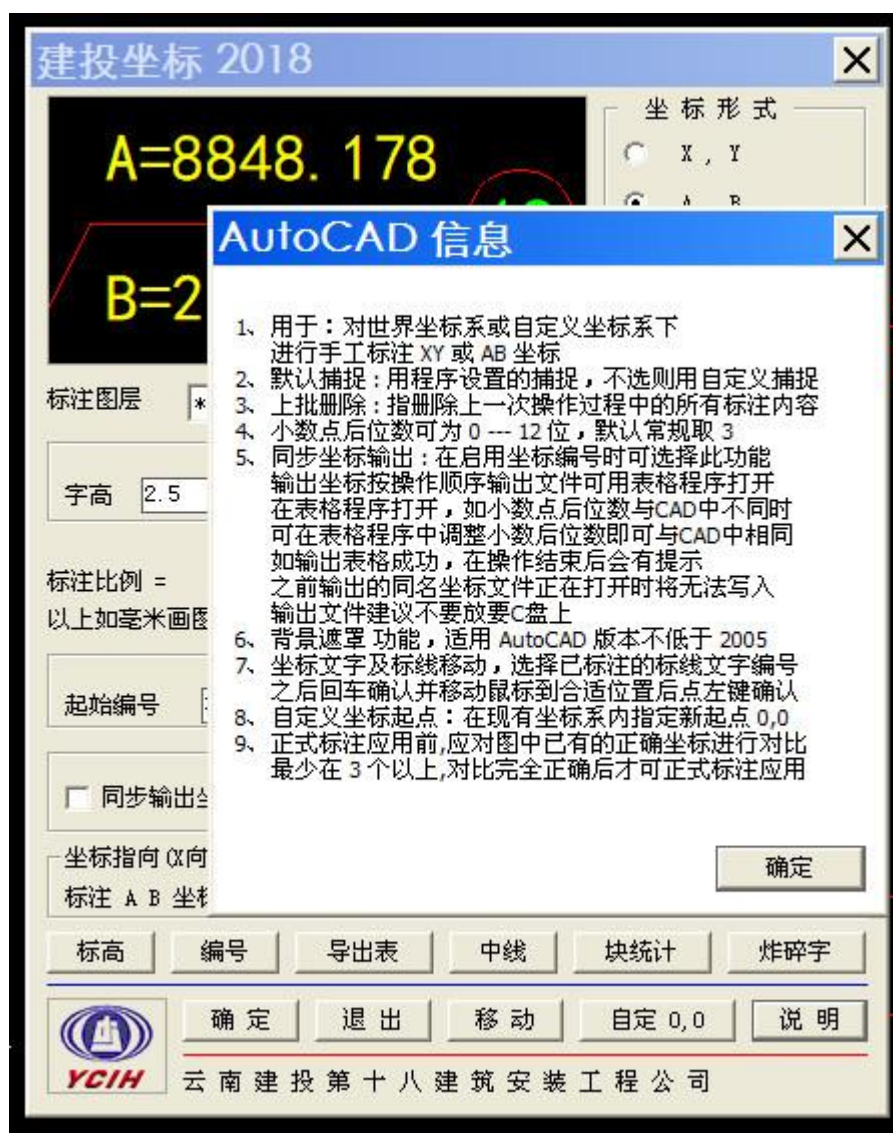 建投坐标 2018
A=8848.178
坐标形式
X , Y
A B
B=2
AutoCAD 信息
1、用于：对世界坐标系或自定义坐标系下
进行手工标注 XY 或 AB 坐标
2、默认捕捉：用程序设置的捕捉，不选则用自定义捕捉
3、上批删除：指删除上一次操作过程中的所有标注内容
4、小数点后位数可为 0 --- 12 位，默认常规取 3
5、同步坐标输出：在启用坐标编号时可选择此功能
输出坐标按操作顺序输出文件可用表格程序打开
在表格程序打开，如小数点后位数与CAD中不同时
可在表格程序中调整小数后位数即可与CAD中相同
如输出表格成功，在操作结束后会有提示
之前输出的同名坐标文件正在打开时将无法写入
输出文件建议不要放要C盘上
6、背景遮罩 功能，适用 AutoCAD 版本不低于 2005
7、坐标文字及标线移动，选择已标注的标线文字编号
之后回车确认并移动鼠标到合适位置后点左键确认
8、自定义坐标起点：在现有坐标系内指定新起点 0,0
9、正式标注应用前,应对图中已有的正确坐标进行对比
最少在 3 个以上,对比完全正确后才可正式标注应用
确定
标注图层 *
字高 2.5
标注比例 =
以上如毫米画图
起始编号
同步输出坐
坐标指向(X向
标注 A B 坐标
标高 编号 导出表 中线 块统计 炸碎字
确 定 退 出 移 动 自定 0,0 说 明
YCIH 云南建投第十八建筑安装工程公司